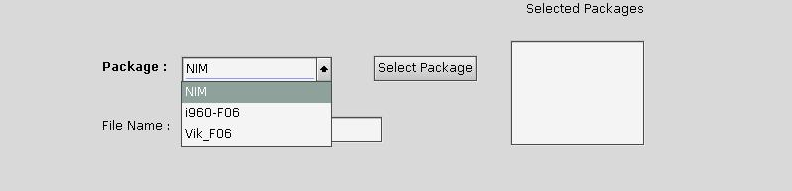 Selected Packages
Package : NIM Select Package
NIM
i960-F06
File Name :
Vik_F06